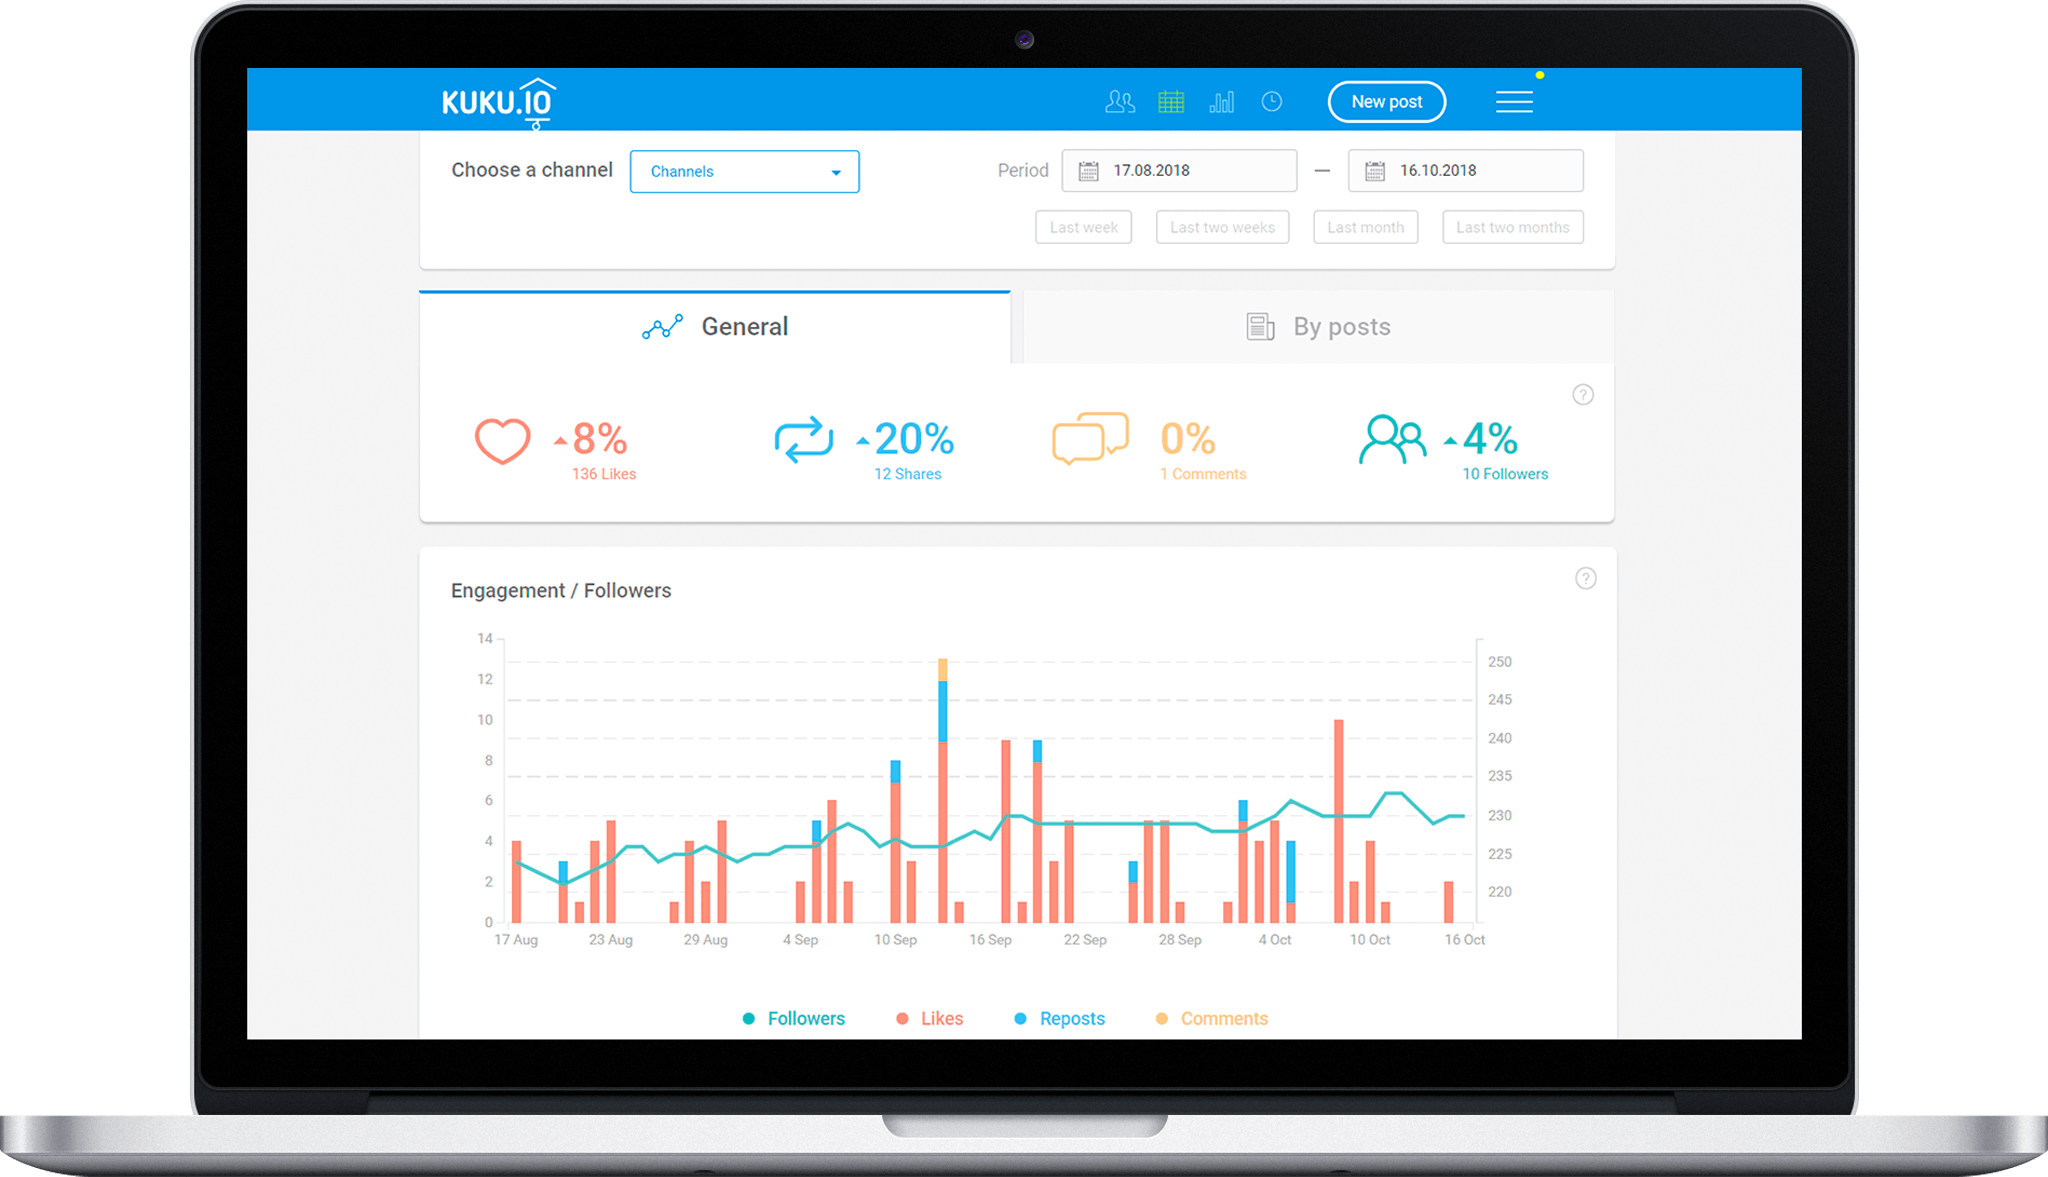 KUKU.IO
New post
Choose a channel Channels Period 17.08.2018 — 16.10.2018
Last week Last two weeks Last month Last two months
General By posts
?
8% 20% 0% 4%
136 Likes 12 Shares 1 Comments 10 Followers
?
Engagement / Followers
14
250
12
245
10
240
8
235
6
230
4
225
2
220
0
17 Aug 23 Aug 29 Aug 4 Sep 10 Sep 16 Sep 22 Sep 28 Sep 4 Oct 10 Oct 16 Oct
Followers Likes Reposts Comments